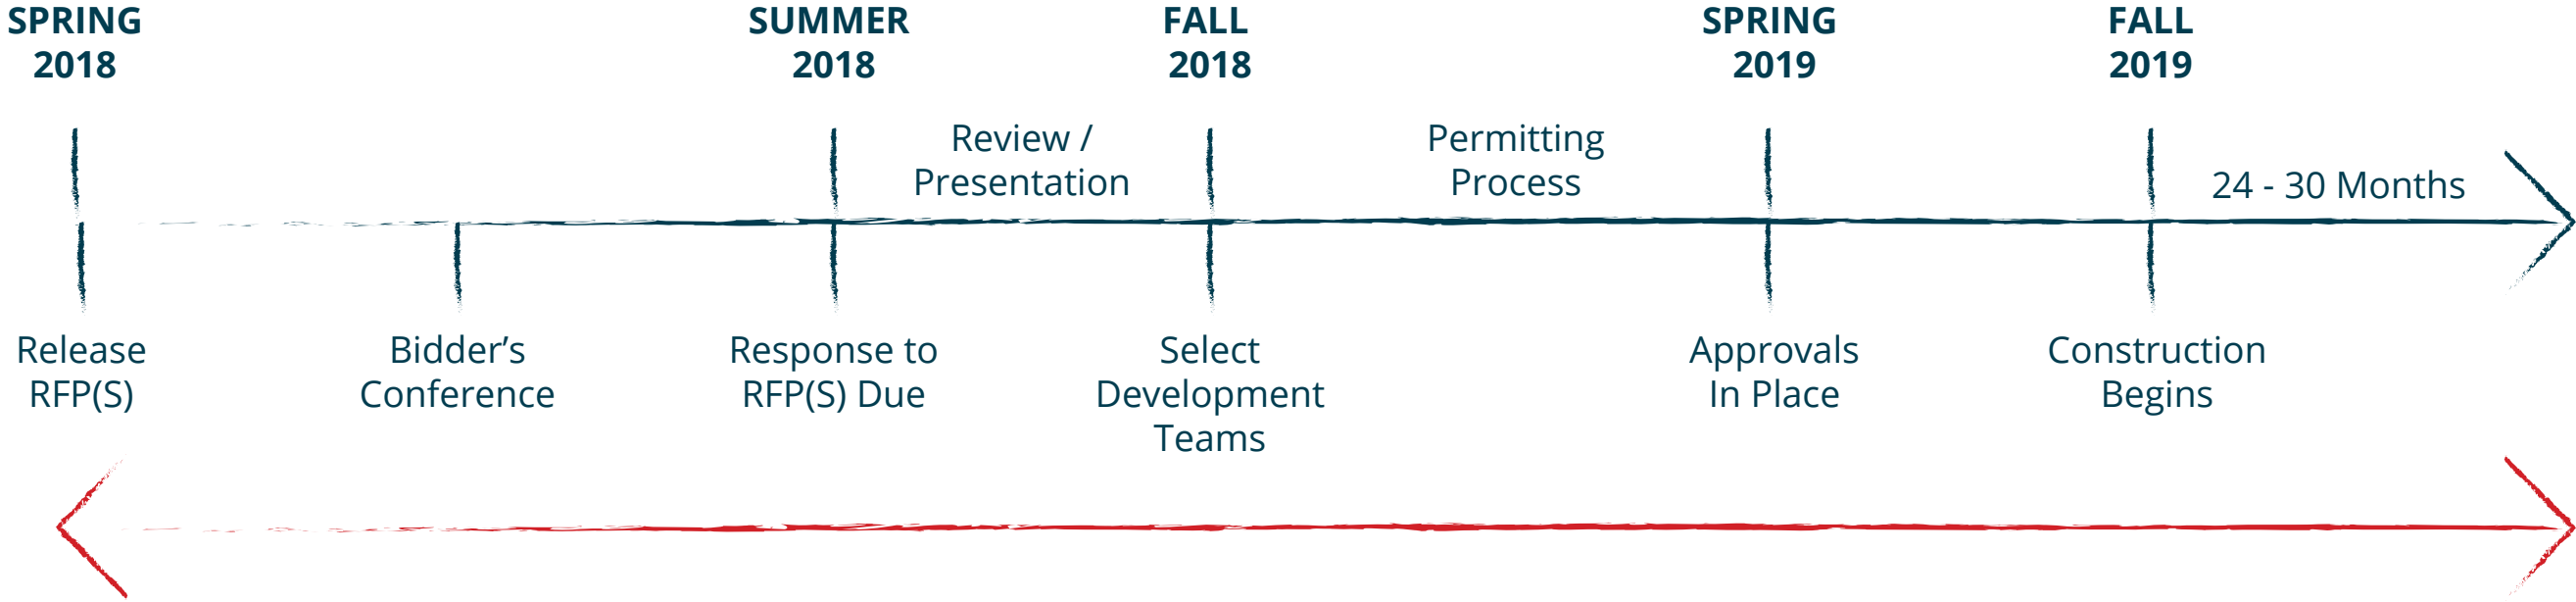 SPRING
2018
SUMMER
2018
FALL
2018
SPRING
2019
FALL
2019
Review /
Presentation
Permitting
Process
24 - 30 Months
Release
RFP(S)
Bidder’s
Conference
Response to
RFP(S) Due
Select
Development
Teams
Approvals
In Place
Construction
Begins